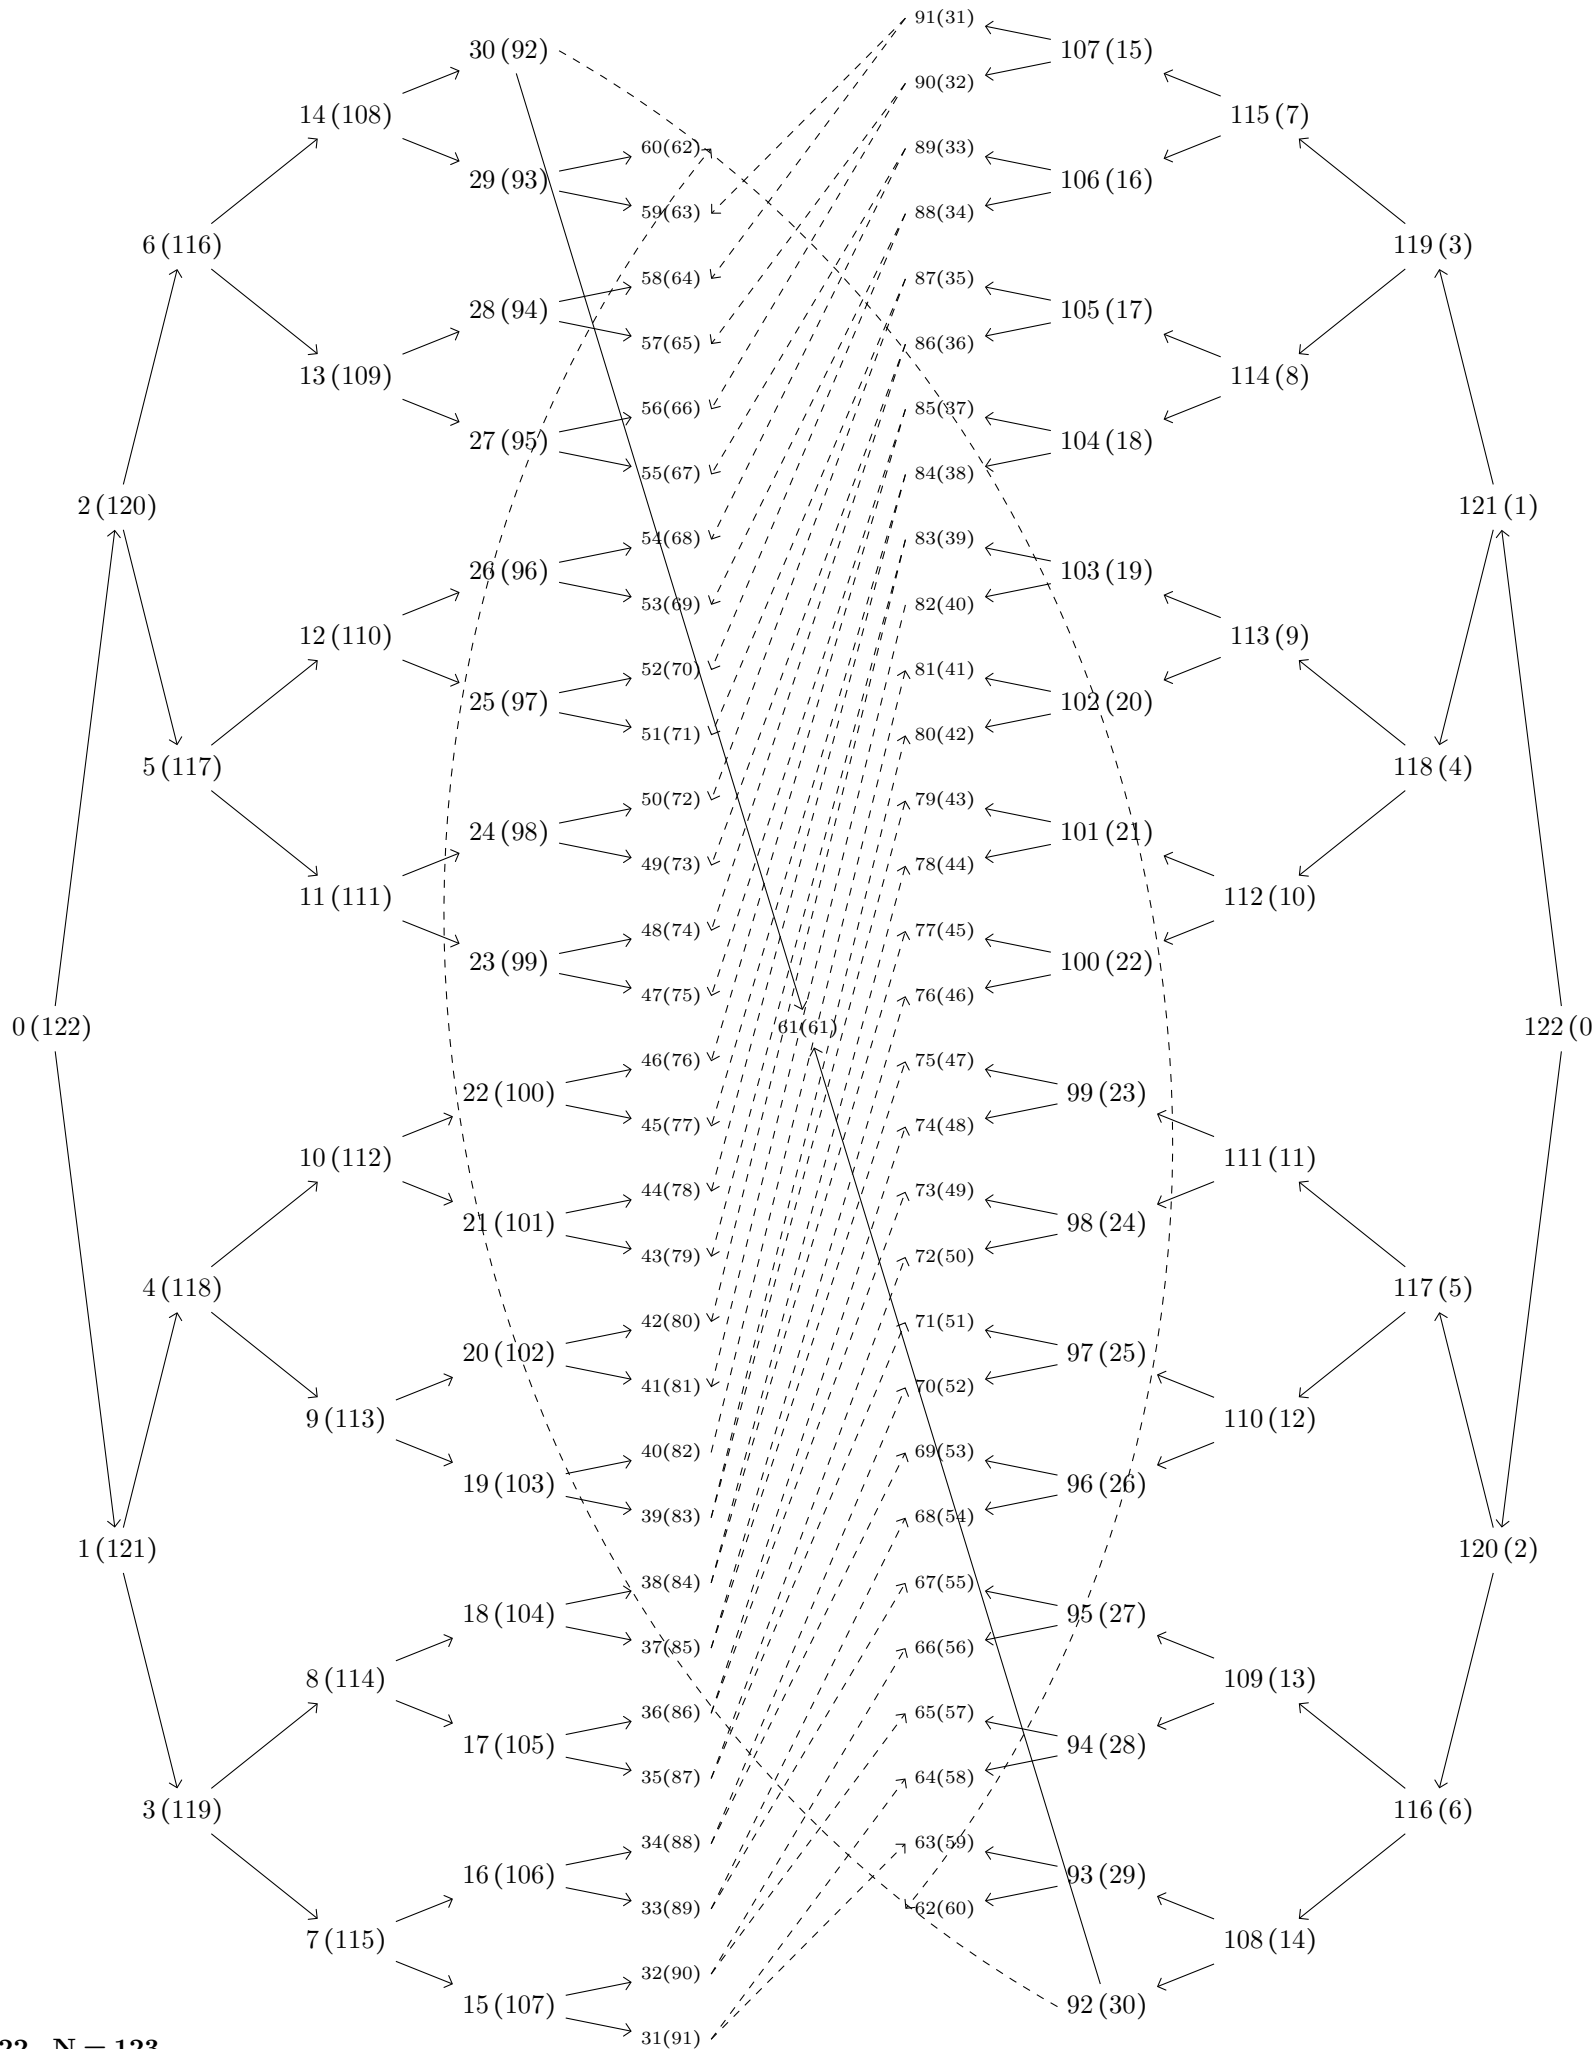 91(31)
30 (92) 107 (15)
90(32)
14 (108) 115 (7)
60(62) 89(33)
29 (93) 106 (16)
59(63) 88(34)
6 (116) 119 (3)
58(64) 87(35)
28 (94) 105 (17)
57(65) 86(36)
13 (109) 114 (8)
56(66) 85(37)
27 (95) 104 (18)
55(67) 84(38)
2 (120) 121 (1)
54(68) 83(39)
26 (96) 103 (19)
53(69) 82(40)
12 (110) 113 (9)
52(70) 81(41)
25 (97) 102 (20)
51(71) 80(42)
5 (117) 118 (4)
50(72) 79(43)
24 (98) 101 (21)
49(73) 78(44)
11 (111) 112 (10)
48(74) 77(45)
23 (99) 100 (22)
47(75) 76(46)
0 (122) 61(61) 122 (0
46(76) 75(47)
22 (100) 99 (23)
45(77) 74(48)
10 (112) 111 (11)
44(78) 73(49)
21 (101) 98 (24)
43(79) 72(50)
4 (118) 117 (5)
42(80) 71(51)
20 (102) 97 (25)
41(81) 70(52)
9 (113) 110 (12)
40(82) 69(53)
19 (103) 96 (26)
39(83) 68(54)
1 (121) 120 (2)
38(84) 67(55)
18 (104) 95 (27)
37(85) 66(56)
8 (114) 109 (13)
36(86) 65(57)
17 (105) 94 (28)
35(87) 64(58)
3 (119) 116 (6)
34(88) 63(59)
16 (106) 93 (29)
33(89) 62(60)
7 (115) 108 (14)
32(90)
15 (107) 92 (30)
31(91)
22 N = 123